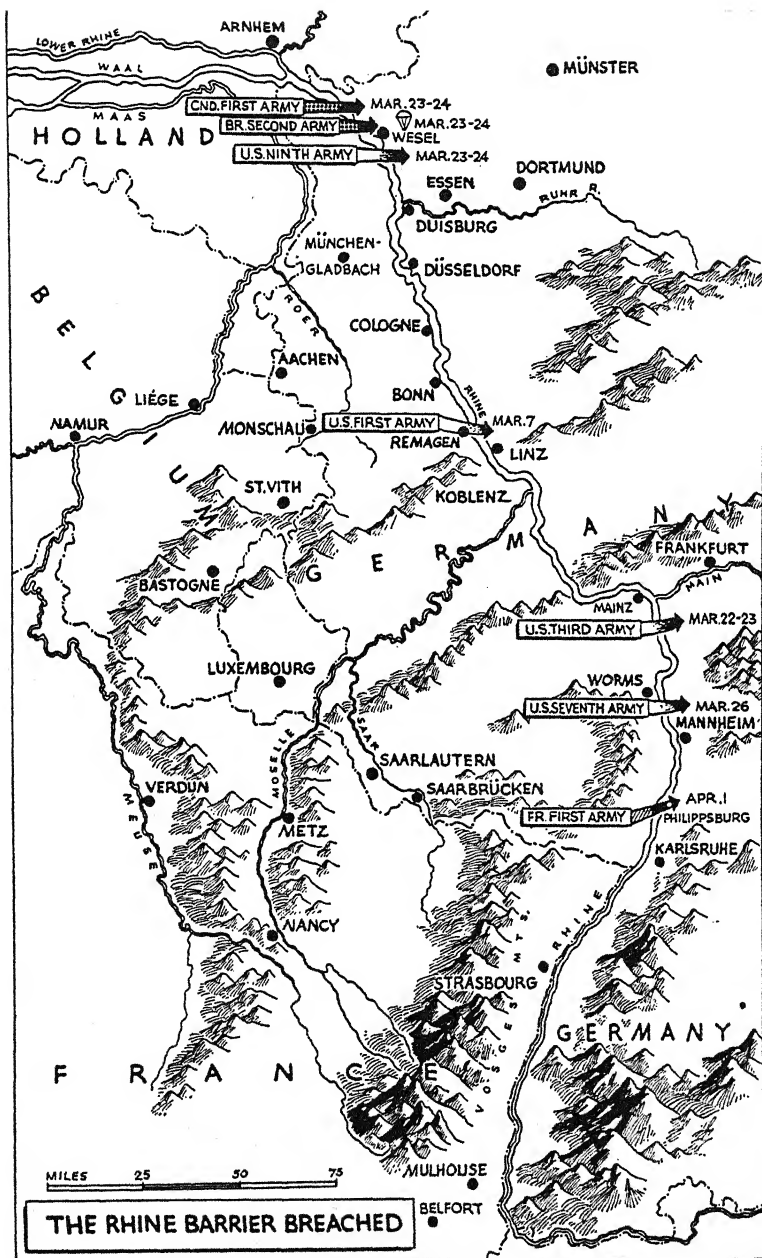 ARNHEM
LOWER RHINE
WAAL
MÜNSTER
MAAS
CND. FIRST ARMY
MAR. 23-24
HOLLAND
BR. SECOND ARMY
MAR. 23-24
WESEL
U.S. NINTH ARMY
MAR. 23-24
ESSEN
DORTMUND
RUHR R.
DUISBURG
MÜNCHEN-
GLADBACH
DÜSSELDORF
ROER
COLOGNE
BELGIUM
AACHEN
BONN
RHINE
LIÉGE
NAMUR
MONSCHAU
U.S. FIRST ARMY
MAR. 7
REMAGEN
LINZ
ST. VITH
KOBLENZ
GERMANY
FRANKFURT
BASTOGNE
MAIN
MAINZ
U.S. THIRD ARMY
MAR. 22-23
LUXEMBOURG
WORMS
U.S. SEVENTH ARMY
MAR. 26
MANNHEIM
SAAR
MOSELLE
SAARLAUTERN
VERDUN
SAARBRÜCKEN
APR. 1
FR. FIRST ARMY
PHILIPPSBURG
MEUSE
METZ
KARLSRUHE
NANCY
RHINE
STRASBOURG
VOSGES MTS.
GERMANY
FRANCE
MILES 25 50 75
MULHOUSE
BELFORT
THE RHINE BARRIER BREACHED